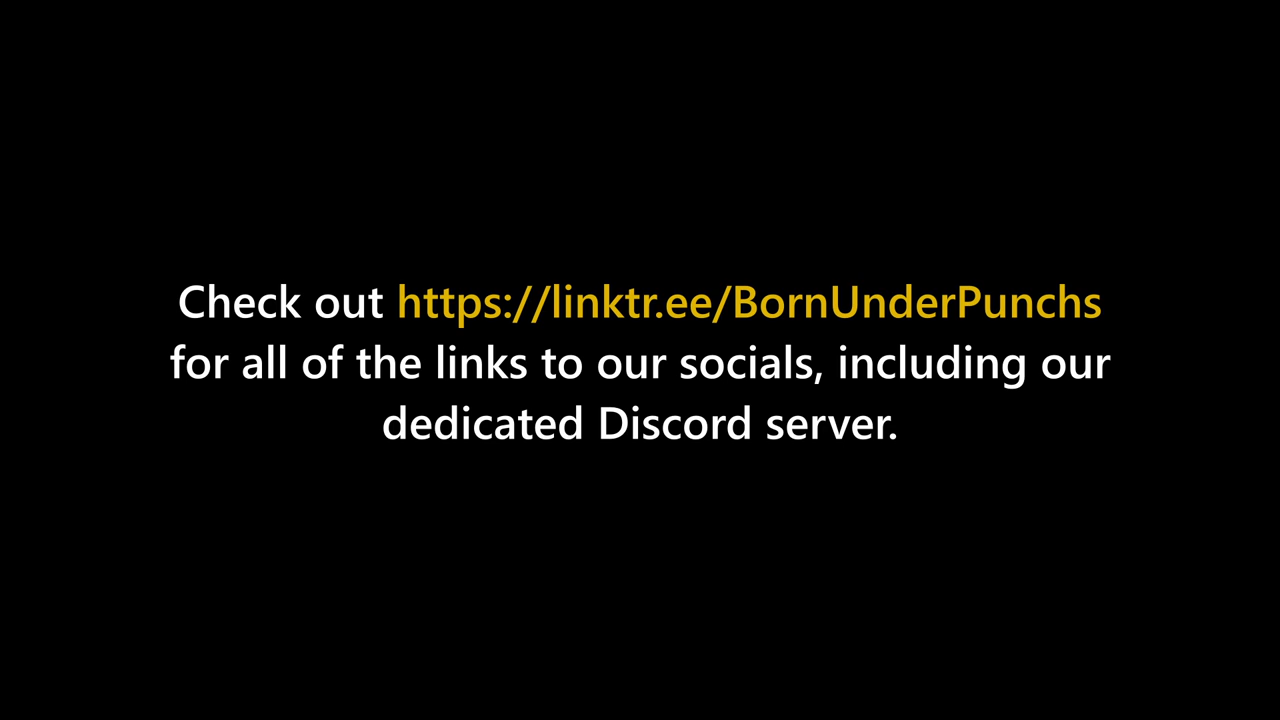 Check out https://linktr.ee/BornUnderPunchs
for all of the links to our socials, including our
dedicated Discord server.